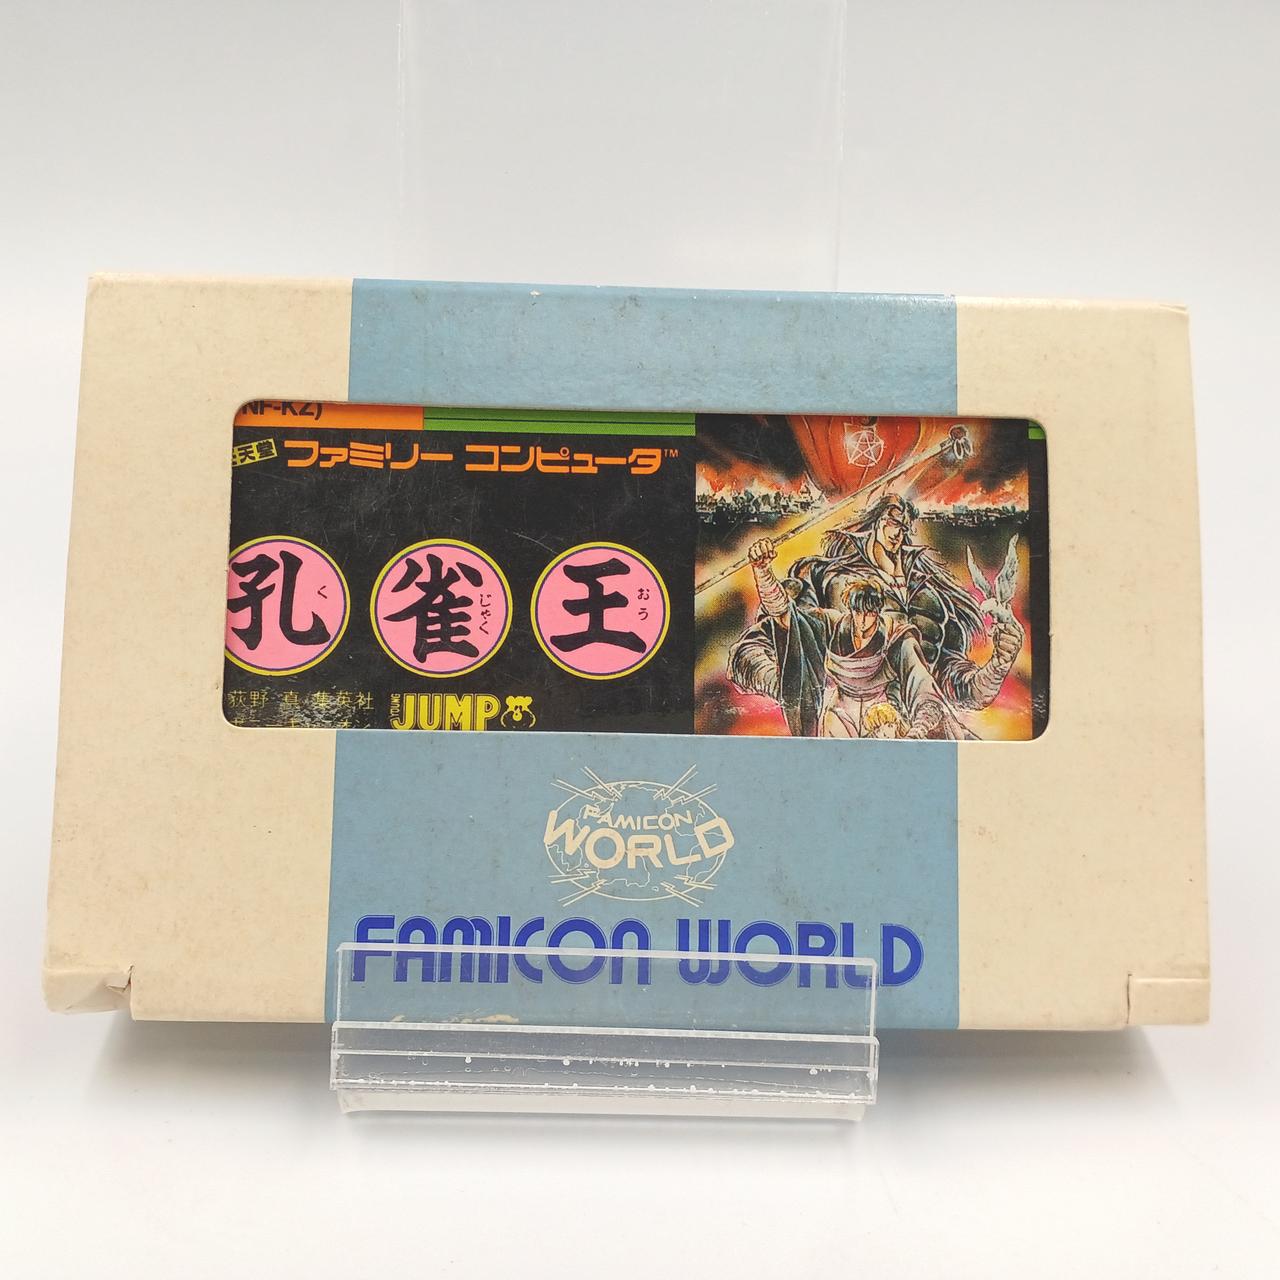 NF-KZ)
任天堂 ファミリー コンピュータ™
孔 雀 王
く じゃく おう
荻野 真 集英社
YOUNG JUMP
FAMICON
WORLD
FAMICON WORLD